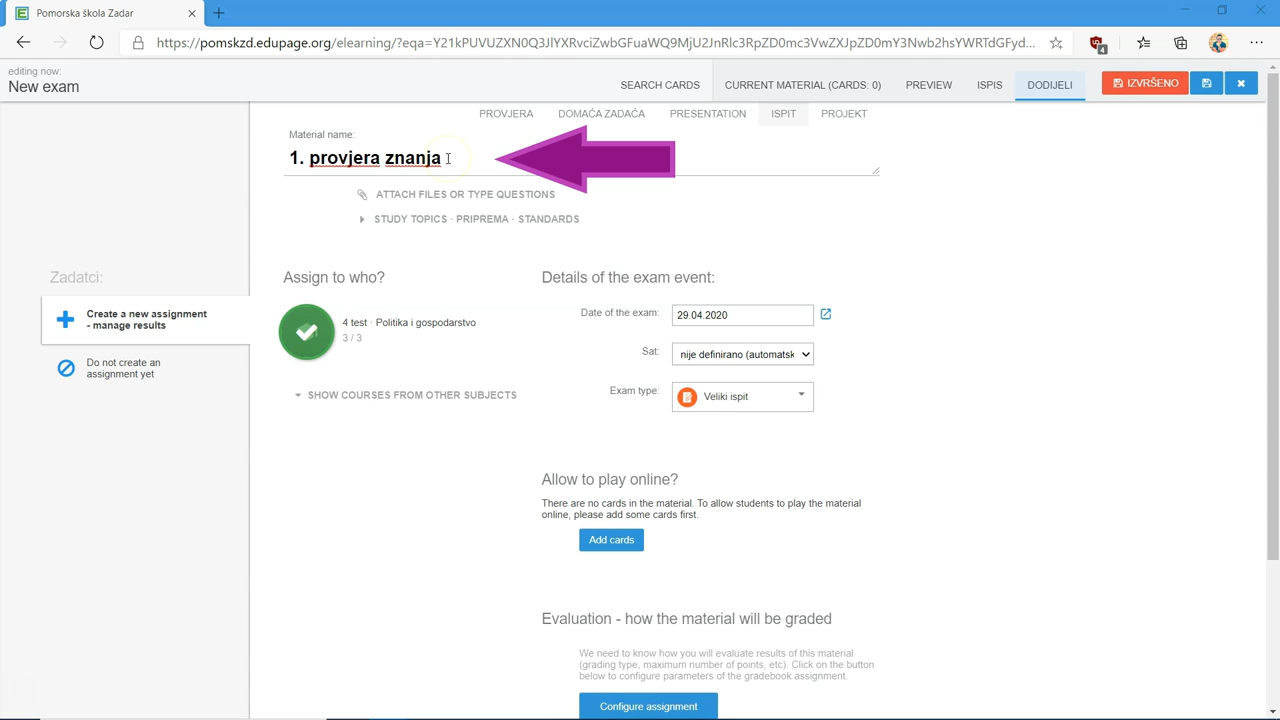 Pomorska škola Zadar
https://pomskzd.edupage.org/elearning/?eqa=Y21kPUVUZXN0Q3JlYXRvciZwbGFuaWQ9MjU2JnRlc3RpZD0mc3VwZXJpZD0mY3Nwb2hsYWRTdGFyd...
4
editing now:
New exam
SEARCH CARDS
CURRENT MATERIAL (CARDS: 0)
PREVIEW
ISPIS
DODIJELI
IZVRŠENO
PROVJERA
DOMAĆA ZADAĆA
PRESENTATION
ISPIT
PROJEKT
Material name:
1. provjera znanja
ATTACH FILES OR TYPE QUESTIONS
STUDY TOPICS · PRIPREMA · STANDARDS
Zadatci:
Create a new assignment
- manage results
Do not create an
assignment yet
Assign to who?
4 test · Politika i gospodarstvo
3 / 3
SHOW COURSES FROM OTHER SUBJECTS
Details of the exam event:
Date of the exam: 29.04.2020
Sat: nije definirano (automatsk
Exam type: Veliki ispit
Allow to play online?
There are no cards in the material. To allow students to play the material
online, please add some cards first.
Add cards
Evaluation - how the material will be graded
We need to know how you will evaluate results of this material
(grading type, maximum number of points, etc). Click on the button
below to configure parameters of the gradebook assignment.
Configure assignment